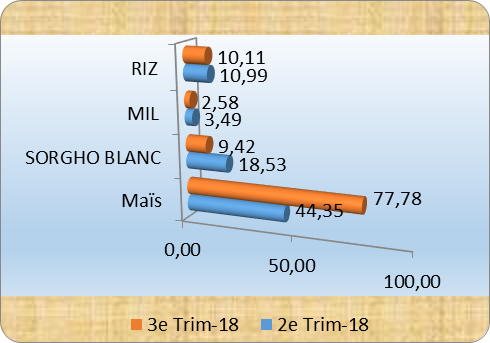 RIZ
10,11
10,99
MIL
2,58
3,49
SORGHO BLANC
9,42
18,53
Maïs
77,78
44,35
0,00
50,00
100,00
3e Trim-18
2e Trim-18